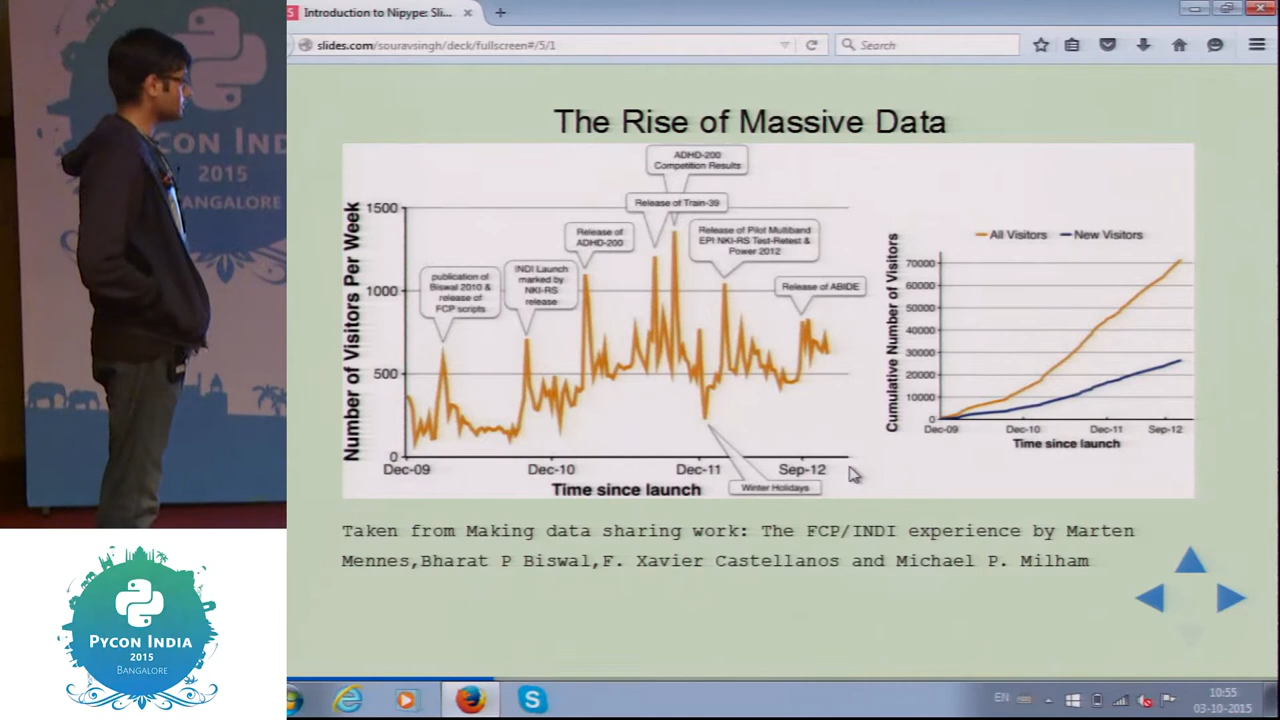 Introduction to Nipype: Sli...
slides.com/souravsingh/deck/fullscreen#/5/1
Search
The Rise of Massive Data
Number of Visitors Per Week
1500
1000
500
0
Dec-09
Dec-10
Dec-11
Sep-12
Time since launch
publication of
Biswal 2010 &
release of
FCP scripts
INDI Launch
marked by
NKI-RS
release
Release of
ADHD-200
Release of Train-39
ADHD-200
Competition Results
Release of Pilot Multiband
EPI NKI-RS Test-Retest &
Power 2012
Release of ABIDE
Winter Holidays
All Visitors
New Visitors
Cumulative Number of Visitors
70000
60000
50000
40000
30000
20000
10000
0
Dec-09
Dec-10
Dec-11
Sep-12
Time since launch
Taken from Making data sharing work: The FCP/INDI experience by Marten
Mennes,Bharat P Biswal,F. Xavier Castellanos and Michael P. Milham
EN
10:55
03-10-2015
Pycon Ind
2015
BANGALORE
PYCON INDIA
2015
BANGALORE